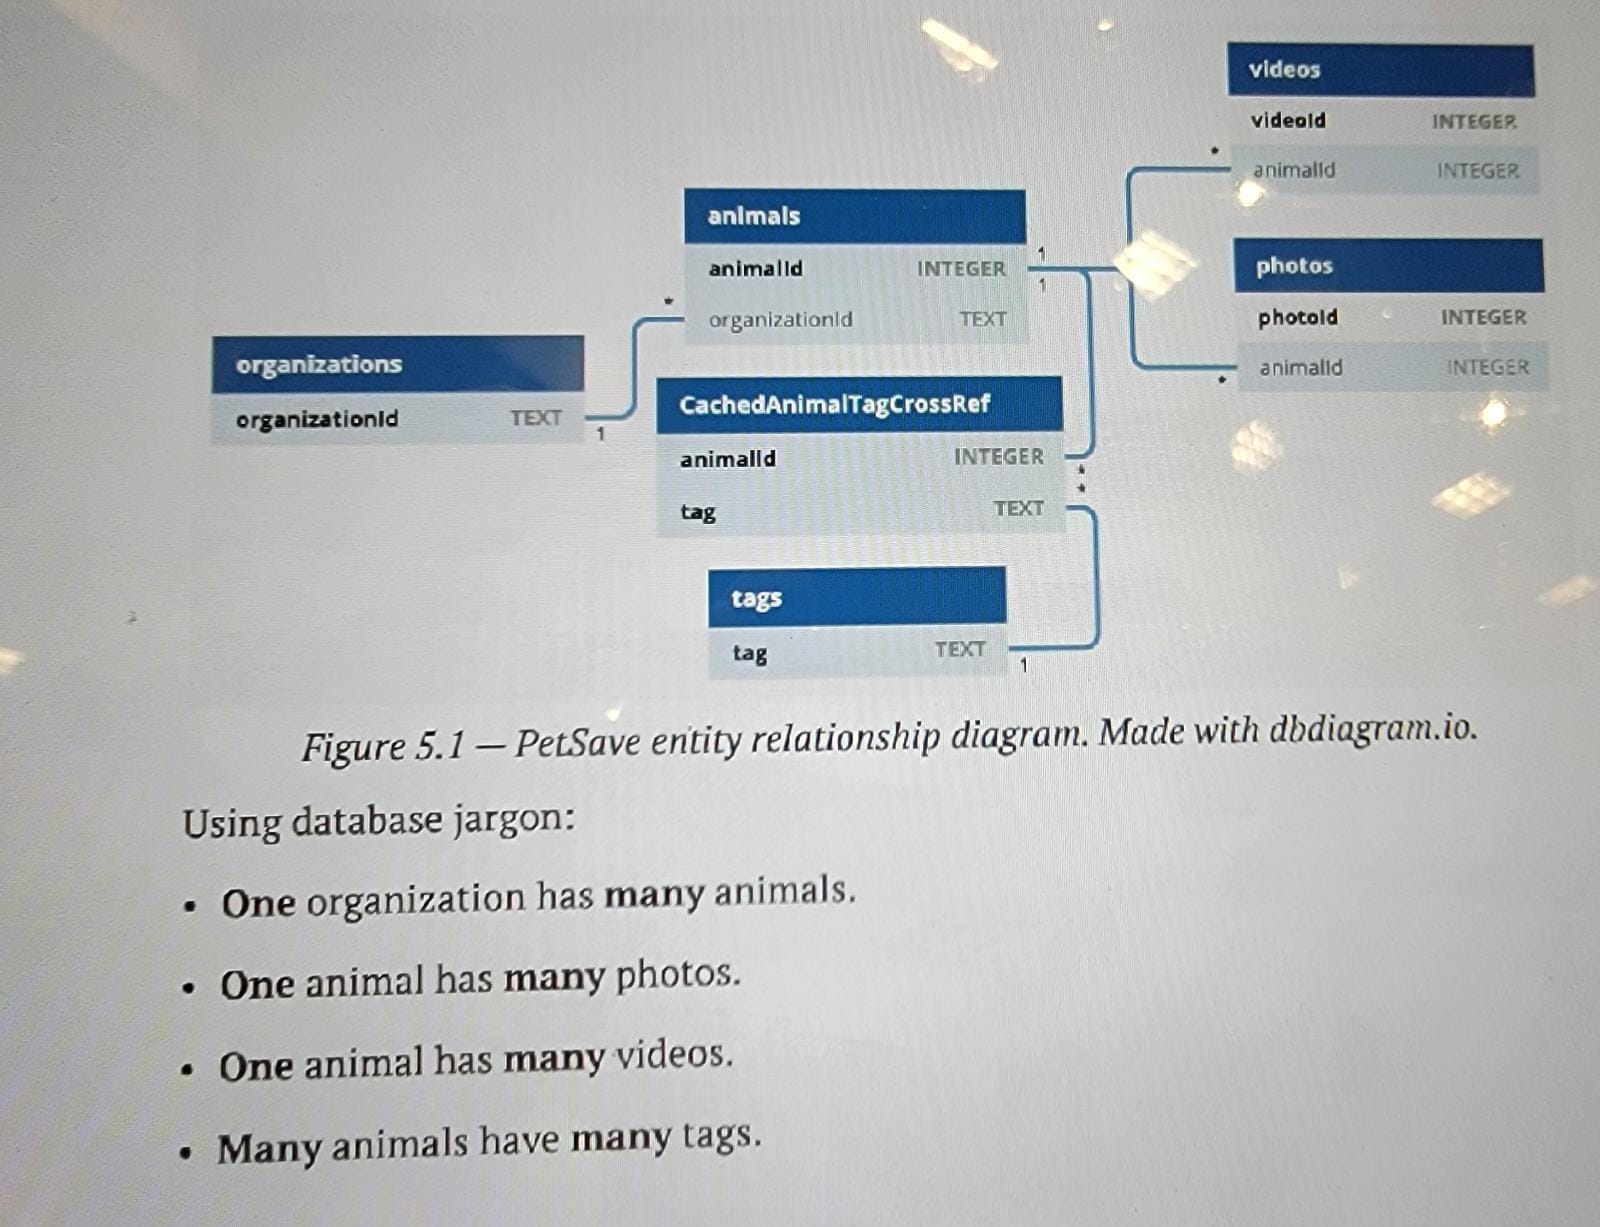 videos
videoId INTEGER
* animalId INTEGER
animals
animalId INTEGER 1
1
* organizationId TEXT
photos
photoId INTEGER
animalId INTEGER
*
organizations
organizationId TEXT
1
CachedAnimalTagCrossRef
animalId INTEGER
*
*
tag TEXT
tags
tag TEXT
1
Figure 5.1 — PetSave entity relationship diagram. Made with dbdiagram.io.
Using database jargon:
• One organization has many animals.
• One animal has many photos.
• One animal has many videos.
• Many animals have many tags.